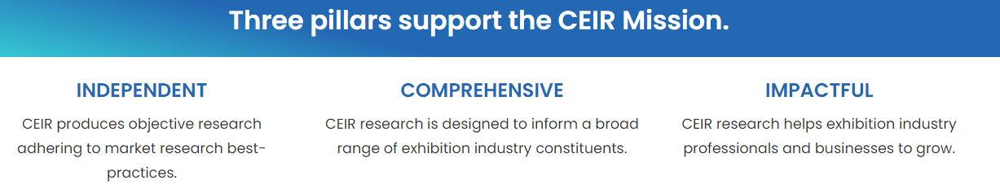 Three pillars support the CEIR Mission.
INDEPENDENT
CEIR produces objective research
adhering to market research best-
practices.
COMPREHENSIVE
CEIR research is designed to inform a broad
range of exhibition industry constituents.
IMPACTFUL
CEIR research helps exhibition industry
professionals and businesses to grow.